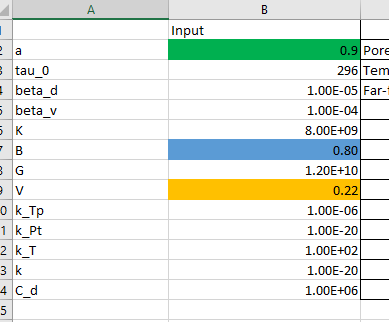 A B
Input
2 a 0.9 Pore
3 tau_0 296 Tem
4 beta_d 1.00E-05 Far-f
5 beta_v 1.00E-04
6 K 8.00E+09
7 B 0.80
8 G 1.20E+10
9 V 0.22
0 k_Tp 1.00E-06
1 k_Pt 1.00E-20
2 k_T 1.00E+02
3 k 1.00E-20
4 C_d 1.00E+06
5